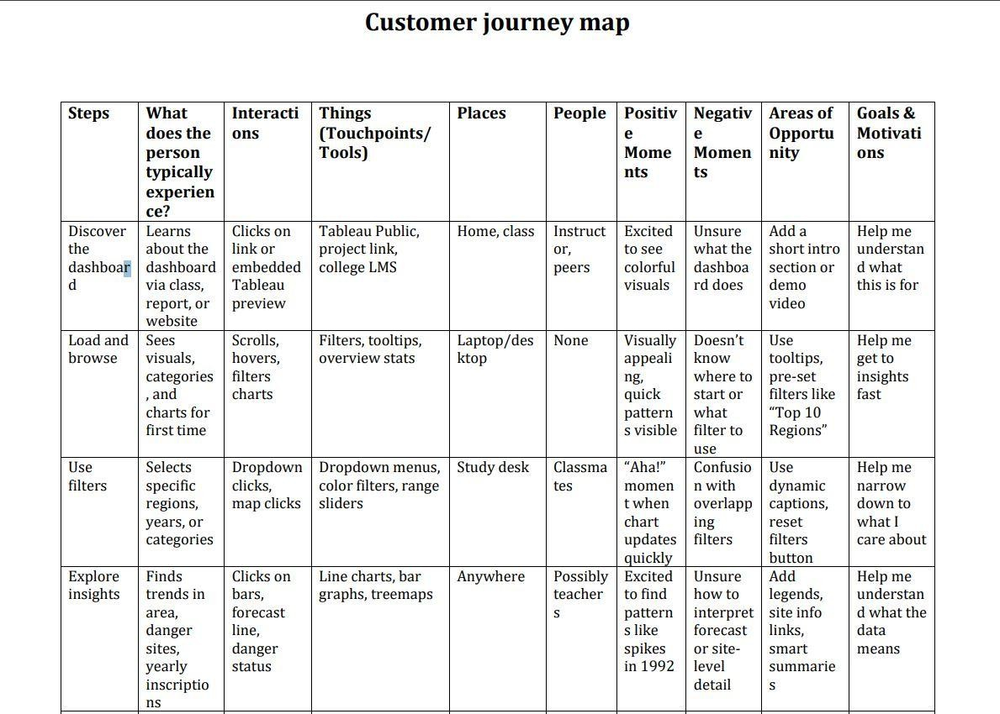 Customer journey map
Steps
What
does the
person
typically
experien
ce?
Interacti
ons
Things
(Touchpoints/
Tools)
Places
People
Positiv
e
Mome
nts
Negativ
e
Momen
ts
Areas of
Opportu
nity
Goals &
Motivati
ons
Discover
the
dashboar
d
Learns
about the
dashboard
via class,
report, or
website
Clicks on
link or
embedded
Tableau
preview
Tableau Public,
project link,
college LMS
Home, class
Instruct
or,
peers
Excited
to see
colorful
visuals
Unsure
what the
dashboa
rd does
Add a
short intro
section or
demo
video
Help me
understan
d what
this is for
Load and
browse
Sees
visuals,
categories
, and
charts for
first time
Scrolls,
hovers,
filters
charts
Filters, tooltips,
overview stats
Laptop/des
ktop
None
Visually
appeali
ng,
quick
pattern
s visible
Doesn’t
know
where to
start or
what
filter to
use
Use
tooltips,
pre-set
filters like
“Top 10
Regions”
Help me
get to
insights
fast
Use
filters
Selects
specific
regions,
years, or
categories
Dropdown
clicks,
map clicks
Dropdown menus,
color filters, range
sliders
Study desk
Classma
tes
“Aha!”
momen
t when
chart
updates
quickly
Confusio
n with
overlapp
ing
filters
Use
dynamic
captions,
reset
filters
button
Help me
narrow
down to
what I
care about
Explore
insights
Finds
trends in
area,
danger
sites,
yearly
inscriptio
ns
Clicks on
bars,
forecast
line,
danger
status
Line charts, bar
graphs, treemaps
Anywhere
Possibly
teacher
s
Excited
to find
pattern
s like
spikes
in 1992
Unsure
how to
interpret
forecast
or site-
level
detail
Add
legends,
site info
links,
smart
summarie
s
Help me
understan
d what the
data
means